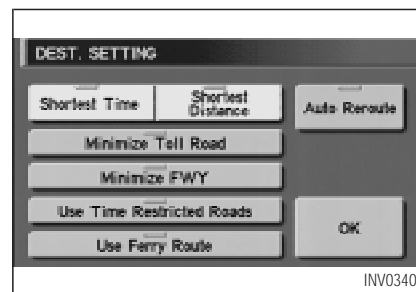 DEST. SETTING
Shortest Time
Shortest
Distance
Auto Reroute
Minimize Toll Road
Minimize FWY
Use Time Restricted Roads
Use Ferry Route
OK
INV0340